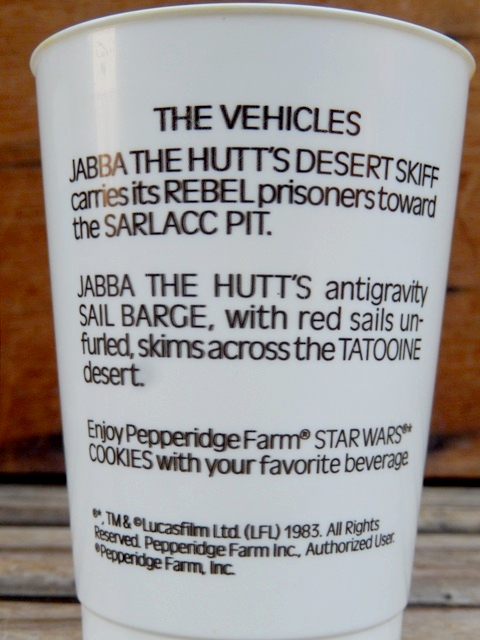 THE VEHICLES
JABBA THE HUTT'S DESERT SKIFF
carries its REBEL prisoners toward
the SARLACC PIT.
JABBA THE HUTT'S antigravity
SAIL BARGE, with red sails un-
furled, skims across the TATOOINE
desert.
Enjoy Pepperidge Farm® STAR WARS®*
COOKIES with your favorite beverage.
®*, TM & ©Lucasfilm Ltd. (LFL) 1983. All Rights
Reserved. Pepperidge Farm Inc., Authorized User.
®Pepperidge Farm, Inc.